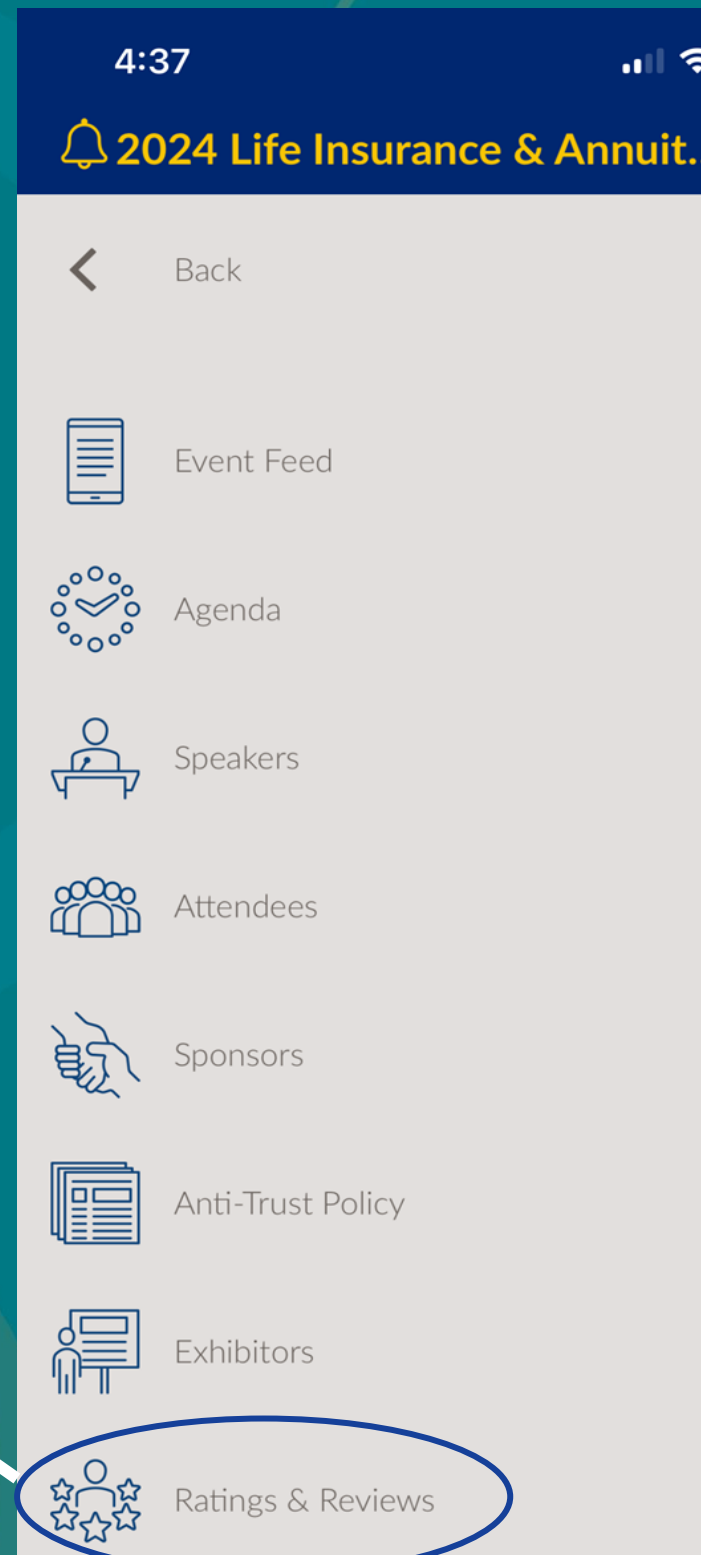 4:37
2024 Life Insurance & Annuit..
Back
Event Feed
Agenda
Speakers
Attendees
Sponsors
Anti-Trust Policy
Exhibitors
Ratings & Reviews